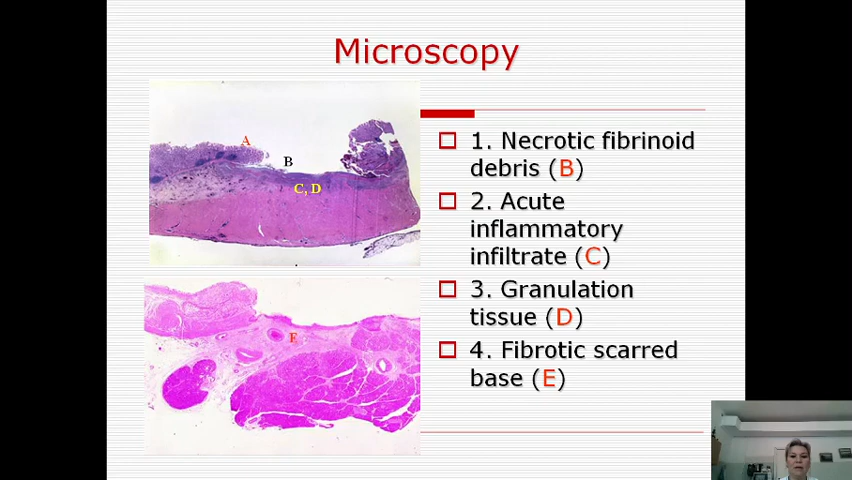 Microscopy
A
B
C, D
E
1. Necrotic fibrinoid
debris (B)
2. Acute
inflammatory
infiltrate (C)
3. Granulation
tissue (D)
4. Fibrotic scarred
base (E)